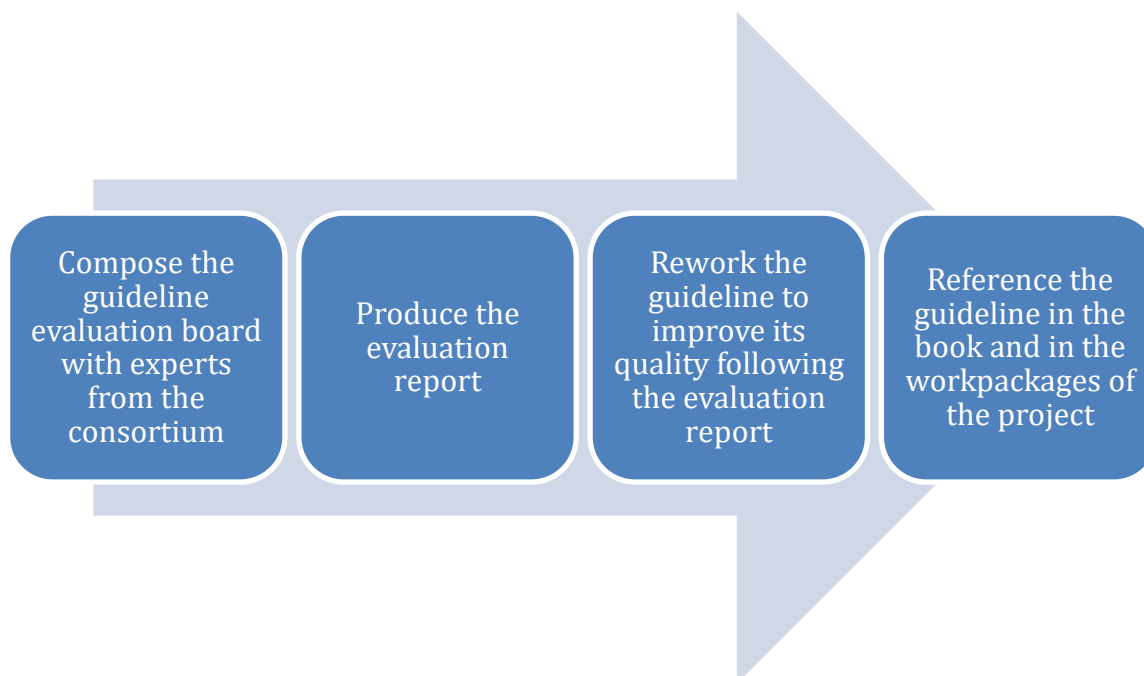 Compose the
guideline
evaluation board
with experts
from the
consortium
Produce the
evaluation
report
Rework the
guideline to
improve its
quality following
the evaluation
report
Reference the
guideline in the
book and in the
workpackages of
the project